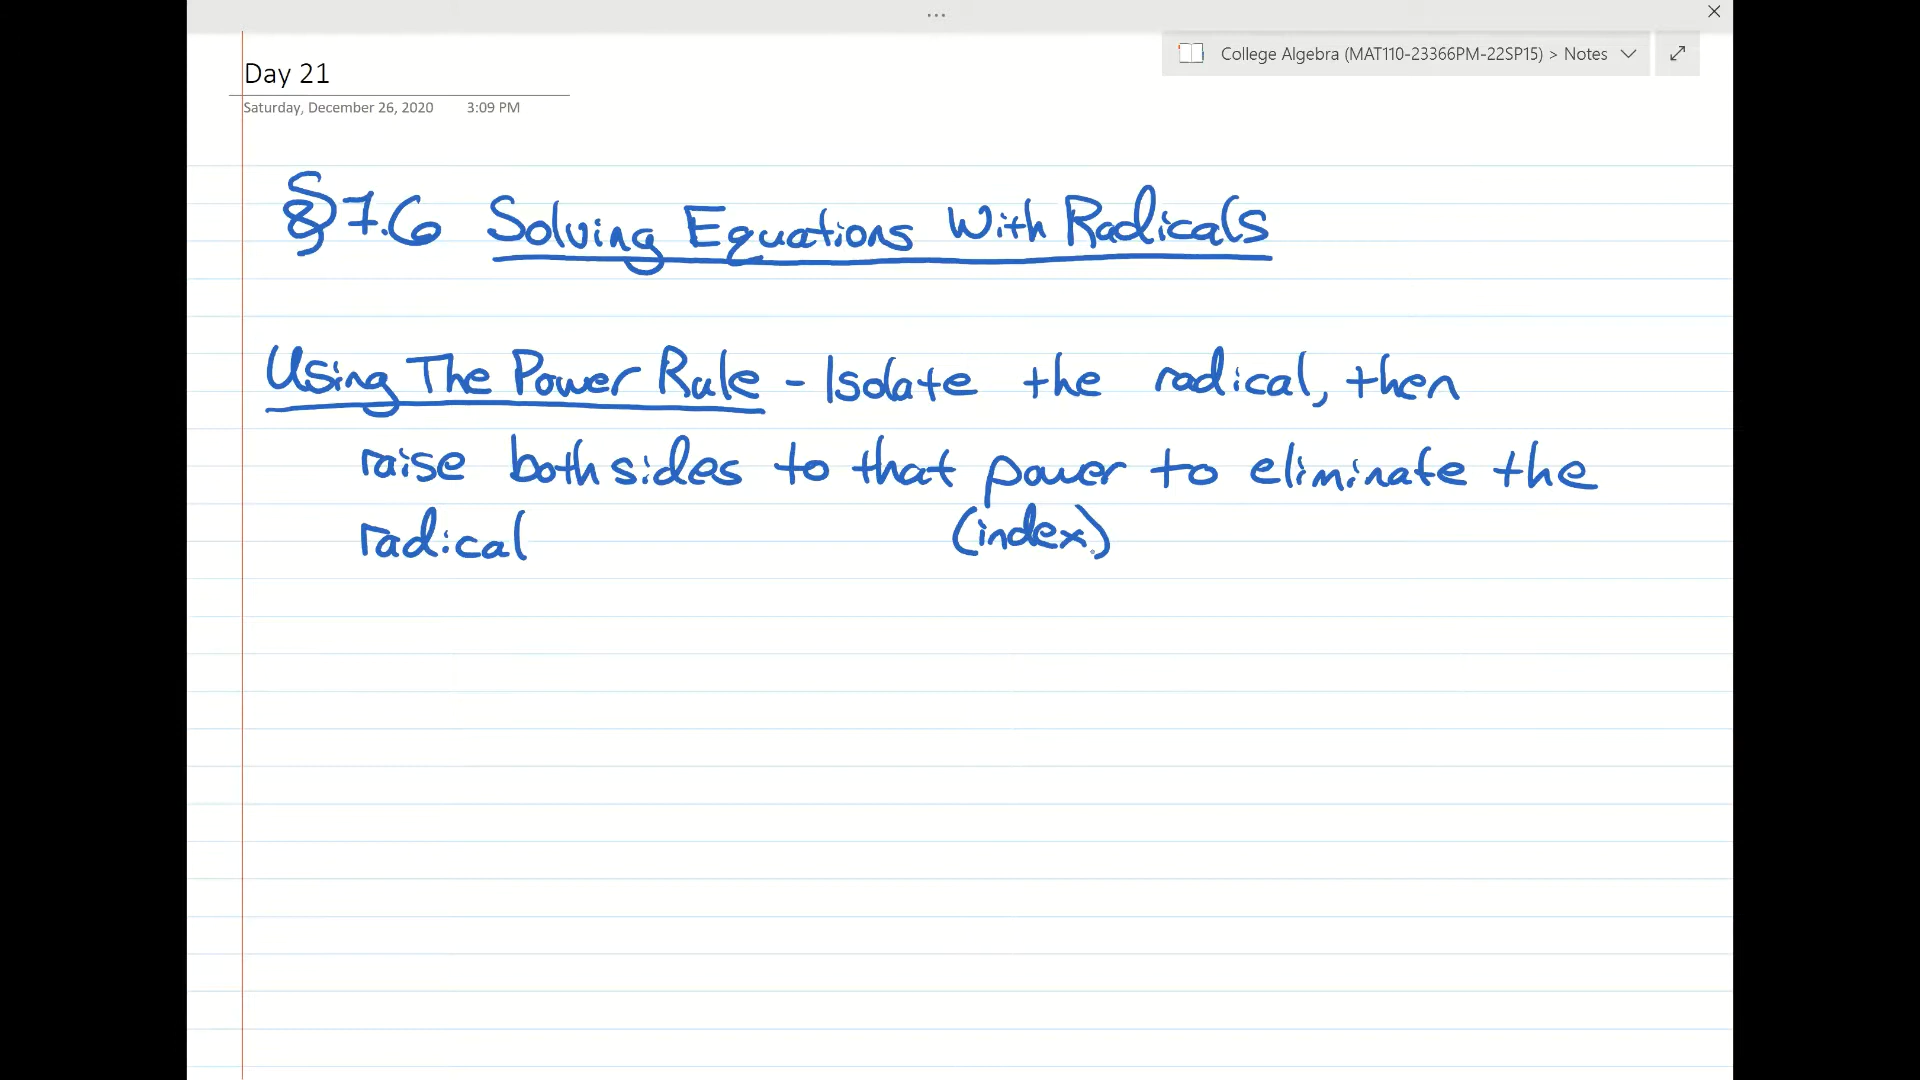 ...
College Algebra (MAT110-23366PM-22SP15) > Notes
Day 21
Saturday, December 26, 2020 3:09 PM
§7.6 Solving Equations With Radicals
Using The Power Rule - Isolate the radical, then
raise both sides to that power to eliminate the
radical (index)